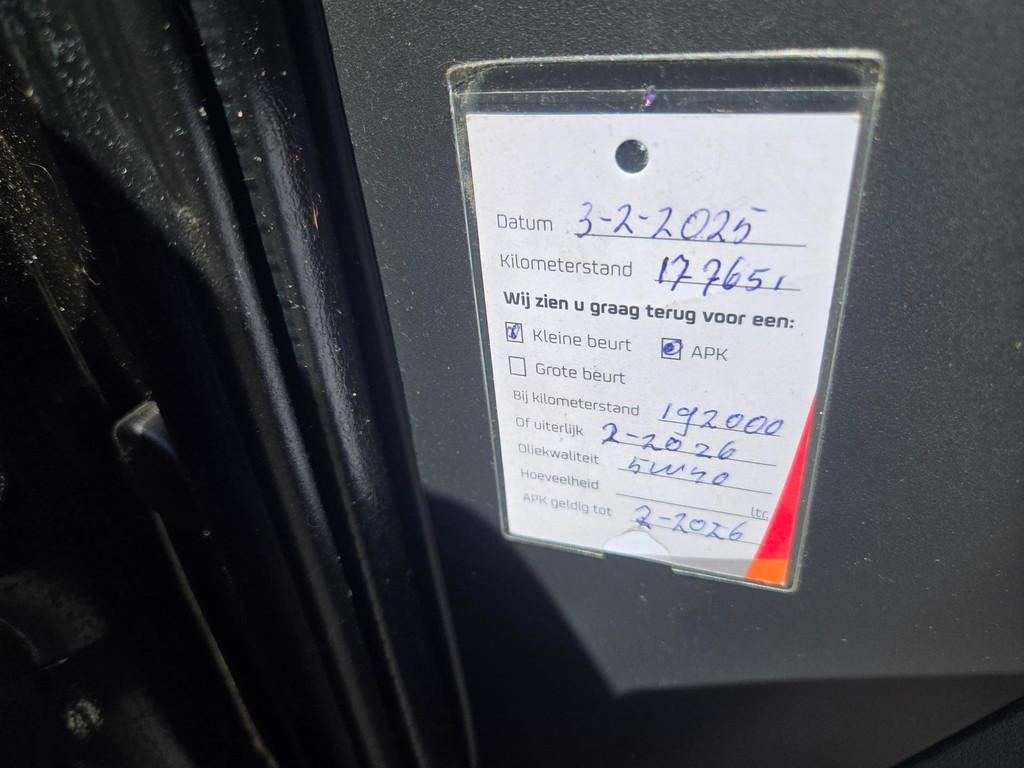 Datum 3-2-2025
Kilometerstand 177651
Wij zien u graag terug voor een:
Kleine beurt APK
Grote beurt
Bij kilometerstand 192000
Of uiterlijk 2-2026
Oliekwaliteit 5W40
Hoeveelheid ltr.
APK geldig tot 2-2026